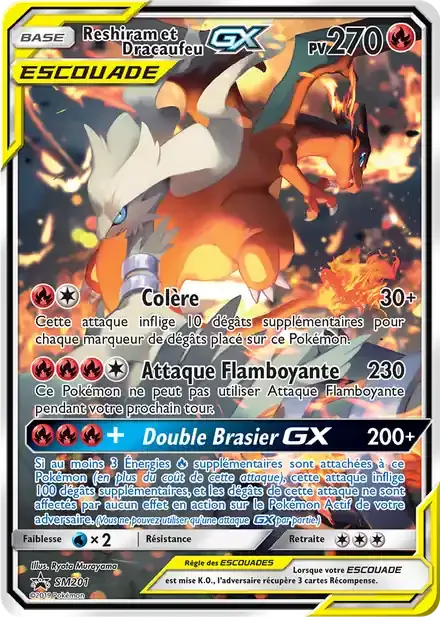 BASE
Reshiram et
Dracaufeu GX
PV270
ESCOUADE
Colère 30+
Cette attaque inflige 10 dégâts supplémentaires pour
chaque marqueur de dégâts placé sur ce Pokémon.
Attaque Flamboyante 230
Ce Pokémon ne peut pas utiliser Attaque Flamboyante
pendant votre prochain tour.
+ Double Brasier GX 200+
Si au moins 3 Énergies supplémentaires sont attachées à ce
Pokémon (en plus du coût de cette attaque), cette attaque inflige
100 dégâts supplémentaires, et les dégâts de cette attaque ne sont
affectés par aucun effet en action sur le Pokémon Actif de votre
adversaire. (Vous ne pouvez utiliser qu'une attaque GX par partie.)
Faiblesse ×2 Résistance Retraite
Illus. Ryota Murayama
SM201
©2019 Pokémon
Règle des ESCOUADES
Lorsque votre ESCOUADE
est mise K.O., l'adversaire récupère 3 cartes Récompense.